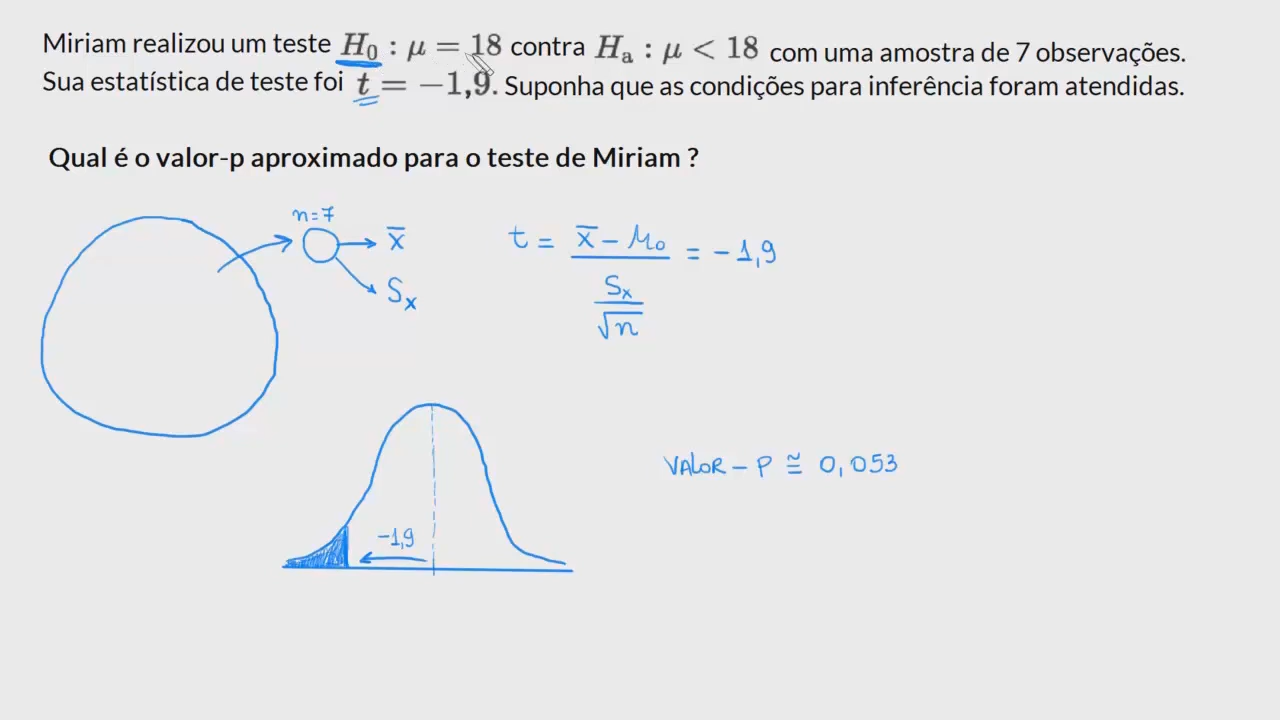 Miriam realizou um teste H₀ : μ = 18 contra Hₐ : μ < 18 com uma amostra de 7 observações.
Sua estatística de teste foi t = −1,9. Suponha que as condições para inferência foram atendidas.
Qual é o valor-p aproximado para o teste de Miriam ?
n=7
x̅
Sx
t = x̅ − μ₀ / Sx / √n = −1,9
−1,9
VALOR − P ≅ 0,053